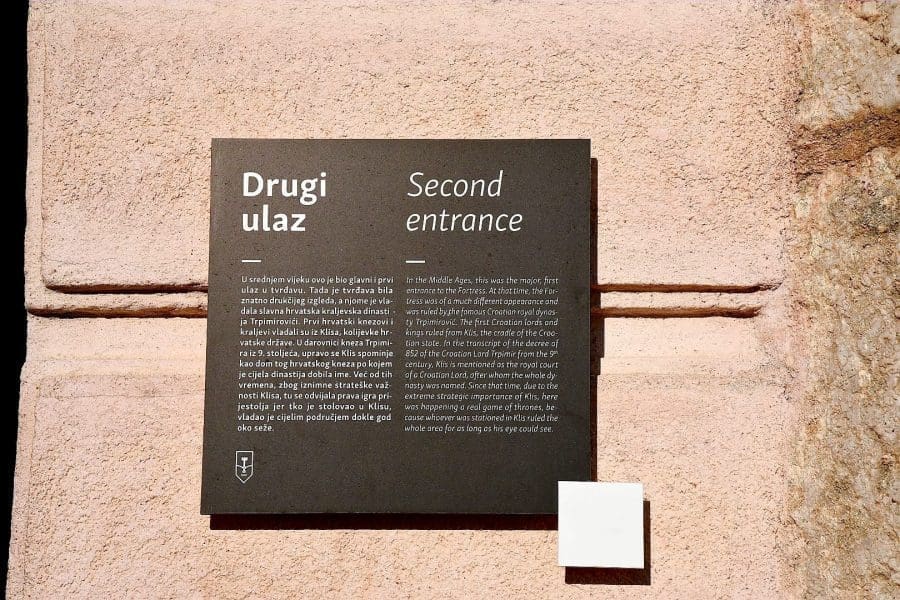 Drugi
ulaz
U srednjem vijeku ovo je bio glavni i prvi
ulaz u tvrđavu. Tada je tvrđava bila
znatno drukčijeg izgleda, a njome je vla-
dala slavna hrvatska kraljevska dinasti -
ja Trpimirovići. Prvi hrvatski knezovi i
kraljevi vladali su iz Klisa, kolijevke hr-
vatske države. U darovnici kneza Trpimi-
ra iz 9. stoljeća, upravo se Klis spominje
kao dom tog hrvatskog kneza po kojem
je cijela dinastija dobila ime. Već od tih
vremena, zbog iznimne strateške važ-
nosti Klisa, tu se odvijala prava igra pri-
jestolja jer tko je stolovao u Klisu,
vladao je cijelim područjem dokle god
oko seže.
Second
entrance
In the Middle Ages, this was the major, first
entrance to the Fortress. At that time, the For-
tress was of a much different appearance and
was ruled by the famous Croatian royal dynas-
ty Trpimirović. The first Croatian lords and
kings ruled from Klis, the cradle of the Croa-
tian state. In the transcript of the decree of
852 of the Croatian Lord Trpimir from the 9th
century, Klis is mentioned as the royal court
of a Croatian Lord, after whom the whole dy-
nasty was named. Since that time, due to the
extreme strategic importance of Klis, here
was happening a real game of thrones, be-
cause whoever was stationed in Klis ruled the
whole area for as long as his eye could see.